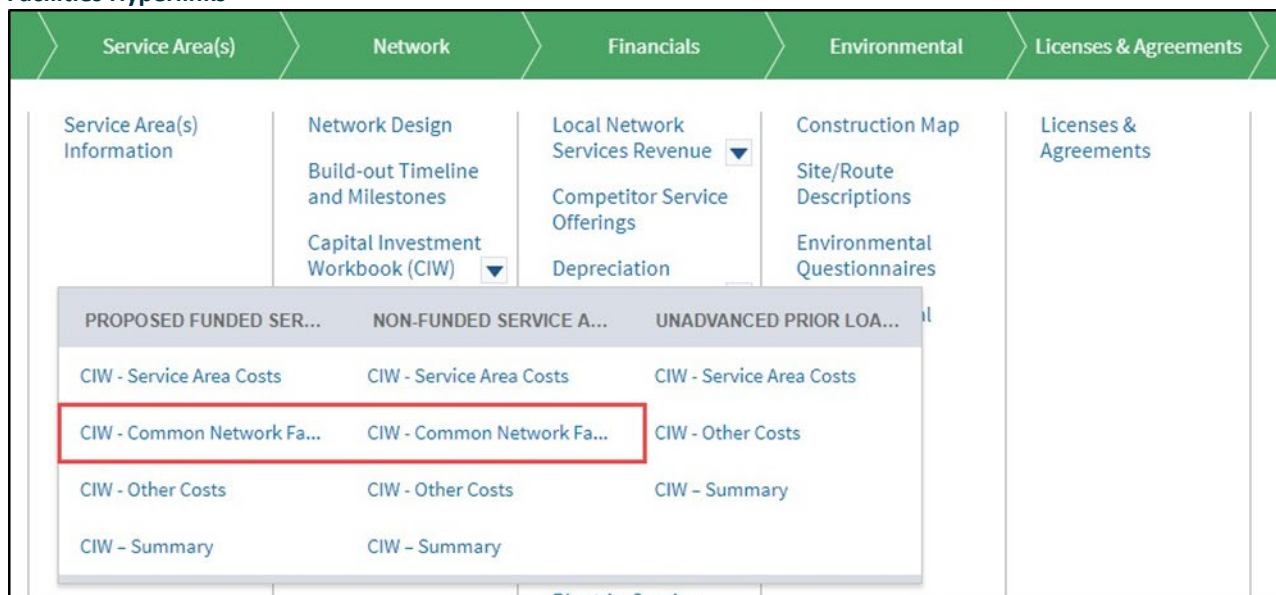 Facilities Hyperlinks
Service Area(s)
Network
Financials
Environmental
Licenses & Agreements
Service Area(s)
Information
Network Design
Build-out Timeline
and Milestones
Capital Investment
Workbook (CIW)
Local Network
Services Revenue
Competitor Service
Offerings
Depreciation
Construction Map
Site/Route
Descriptions
Environmental
Questionnaires
Licenses &
Agreements
PROPOSED FUNDED SER...
NON-FUNDED SERVICE A...
UNADVANCED PRIOR LOA...
CIW - Service Area Costs
CIW - Service Area Costs
CIW - Service Area Costs
CIW - Common Network Fa...
CIW - Common Network Fa...
CIW - Other Costs
CIW - Other Costs
CIW - Other Costs
CIW – Summary
CIW – Summary
CIW – Summary